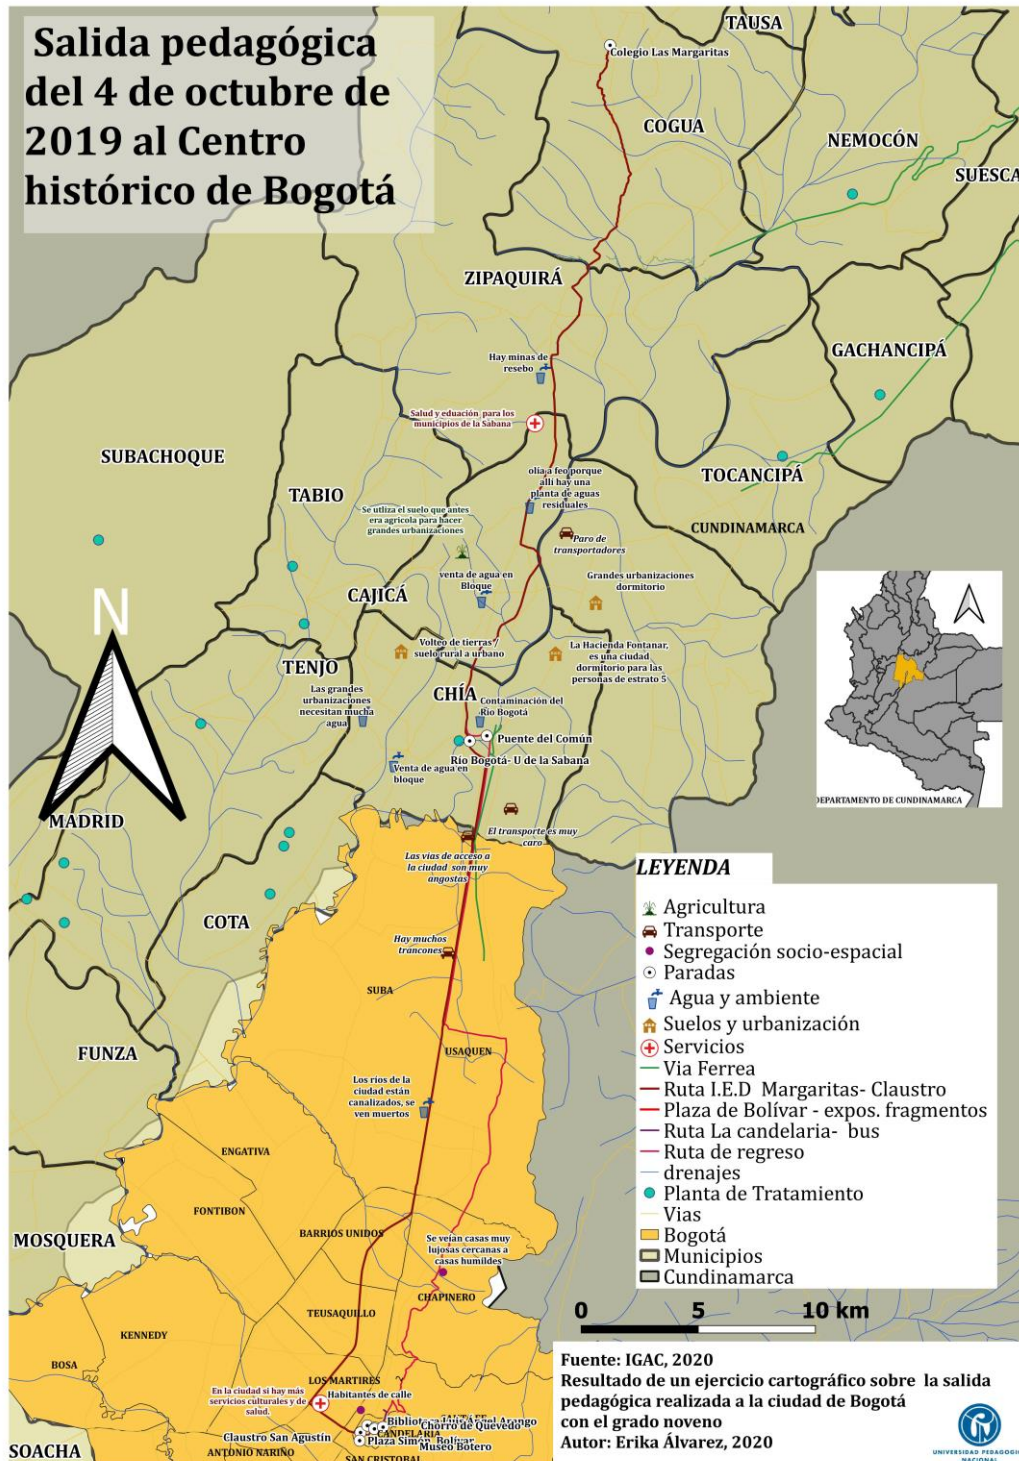 Salida pedagógica
del 4 de octubre de
2019 al Centro
histórico de Bogotá
TAUSA
Colegio Las Margaritas
COGUA
NEMOCÓN
SUESCA
ZIPAQUIRÁ
GACHANCIPÁ
Hay minas de
resebo
Salud y eduación para los
municipios de la Sabana
SUBACHOQUE
TABIO
TOCANCIPÁ
olía a feo porque
allí hay una
planta de aguas
residuales
Se utliza el suelo que antes
era agrícola para hacer
grandes urbanizaciones
CUNDINAMARCA
Paro de
transportadores
venta de agua en
Bloque
Grandes urbanizaciones
dormitorio
CAJICÁ
N
Volteo de tierras /
suelo rural a urbano
La Hacienda Fontanar,
es una ciudad
dormitorio para las
personas de estrato 5
TENJO
CHÍA
Las grandes
urbanizaciones
necesitan mucha
agua
Contaminación del
Río Bogotá
Puente del Común
Río Bogotá- U de la Sabana
Venta de agua en
bloque
DEPARTAMENTO DE CUNDINAMARCA
MADRID
El transporte es muy
caro
Las vías de acceso a
la ciudad son muy
angostas
COTA
Hay muchos
trancones
SUBA
USAQUEN
FUNZA
Los ríos de la
ciudad están
canalizados, se
ven muertos
ENGATIVA
FONTIBON
BARRIOS UNIDOS
MOSQUERA
Se veían casas muy
lujosas cercanas a
casas humildes
CHAPINERO
TEUSAQUILLO
KENNEDY
BOSA
LOS MARTIRES
En la ciudad si hay más
servicios culturales y de
salud.
Habitantes de calle
Chorro de Quevedo
CANDELARIA
Claustro San Agustín
Plaza Simón Bolívar
Museo Botero
ANTONIO NARIÑO
SAN CRISTOBAL
SOACHA
LEYENDA
Agricultura
Transporte
Segregación socio-espacial
Paradas
Agua y ambiente
Suelos y urbanización
Servicios
Via Ferrea
Ruta I.E.D Margaritas- Claustro
Plaza de Bolívar - expos. fragmentos
Ruta La candelaria- bus
Ruta de regreso
drenajes
Planta de Tratamiento
Vias
Bogotá
Municipios
Cundinamarca
0 5 10 km
Fuente: IGAC, 2020
Resultado de un ejercicio cartográfico sobre la salida
pedagógica realizada a la ciudad de Bogotá
con el grado noveno
Autor: Erika Álvarez, 2020
UNIVERSIDAD PEDAGOGICA
NACIONAL